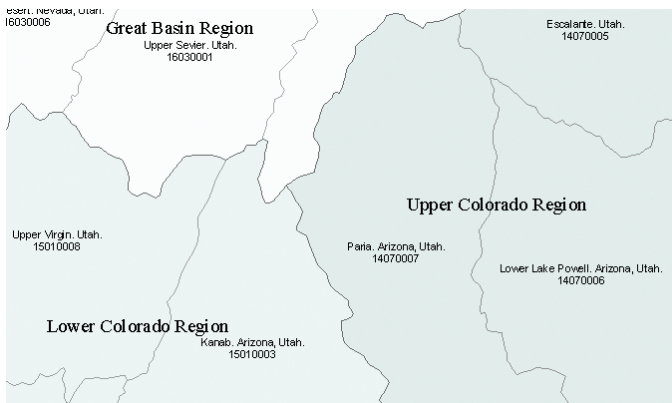 Nevada, Utah.
16030006
Great Basin Region
Upper Sevier. Utah.
16030001
Escalante. Utah.
14070005
Upper Colorado Region
Upper Virgin. Utah.
15010008
Paria. Arizona, Utah.
14070007
Lower Lake Powell. Arizona, Utah.
14070006
Lower Colorado Region
Kanab. Arizona, Utah.
15010003